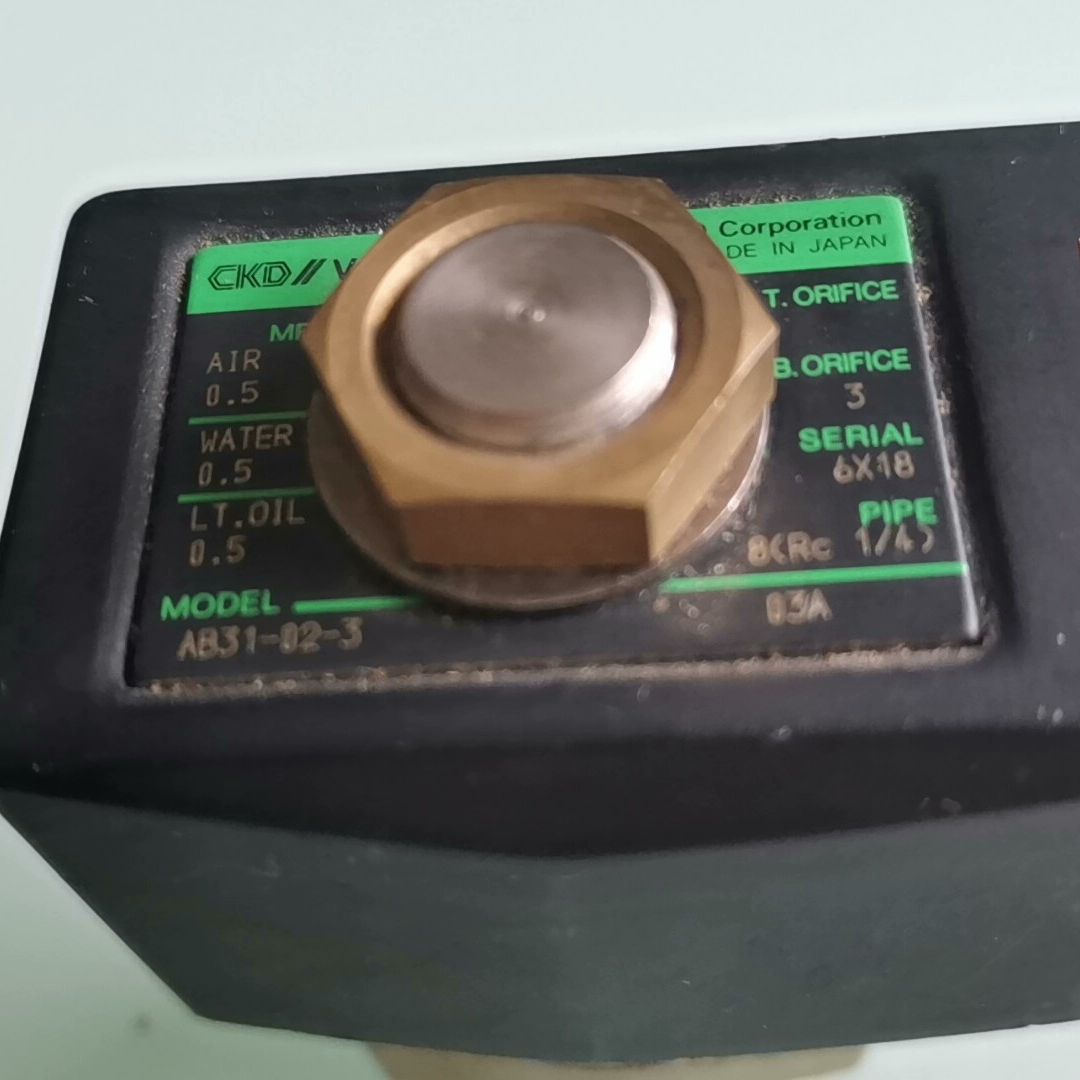 CKD// V
Corporation
DE IN JAPAN
T. ORIFICE
AIR
0.5
B. ORIFICE
3
WATER
0.5
SERIAL
6X18
LT.OIL
0.5
PIPE
8(Rc 1/4)
MODEL
AB31-02-3
03A